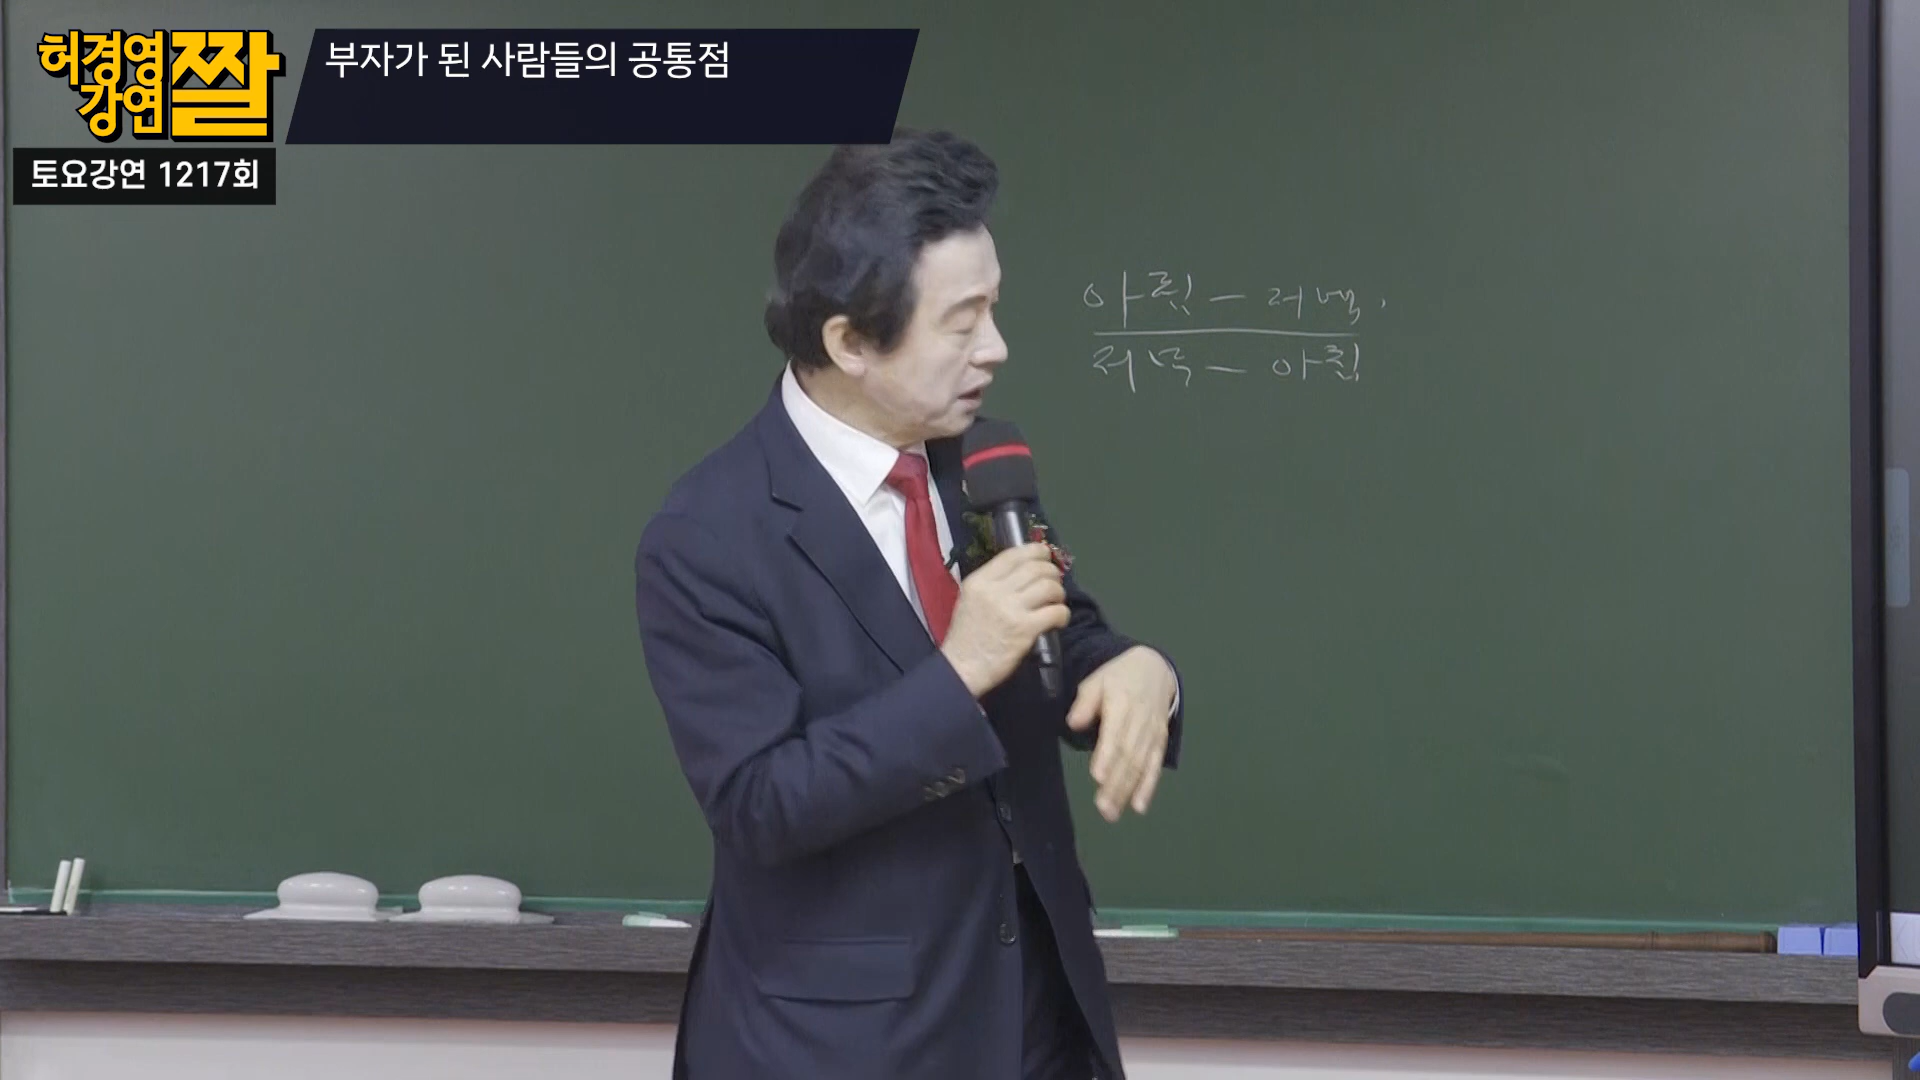 허경영
강연 짤
부자가 된 사람들의 공통점
토요강연 1217회
아침 - 저녁
저녁 - 아침